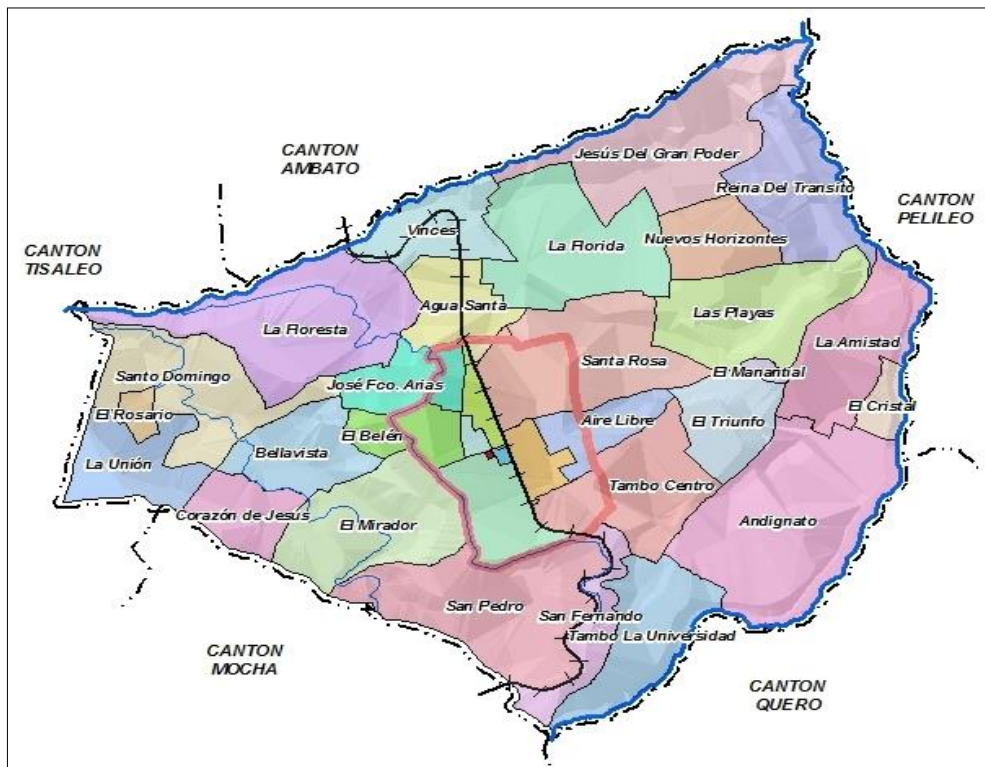 Jesús Del Gran Poder
CANTON
AMBATO
Reina Del Transito
CANTON
PELILEO
Vinces
La Florida
Nuevos Horizontes
CANTON
TISALEO
Agua Santa
Las Playas
La Floresta
La Amistad
Santa Rosa
El Manantial
Santo Domingo
José Fco. Arias
El Cristal
El Rosario
Aire Libre
El Triunfo
El Belén
Bellavista
La Unión
Tambo Centro
Corazón de Jesús
El Mirador
Andignato
San Pedro
San Fernando
Tambo La Universidad
CANTON
MOCHA
CANTON
QUERO